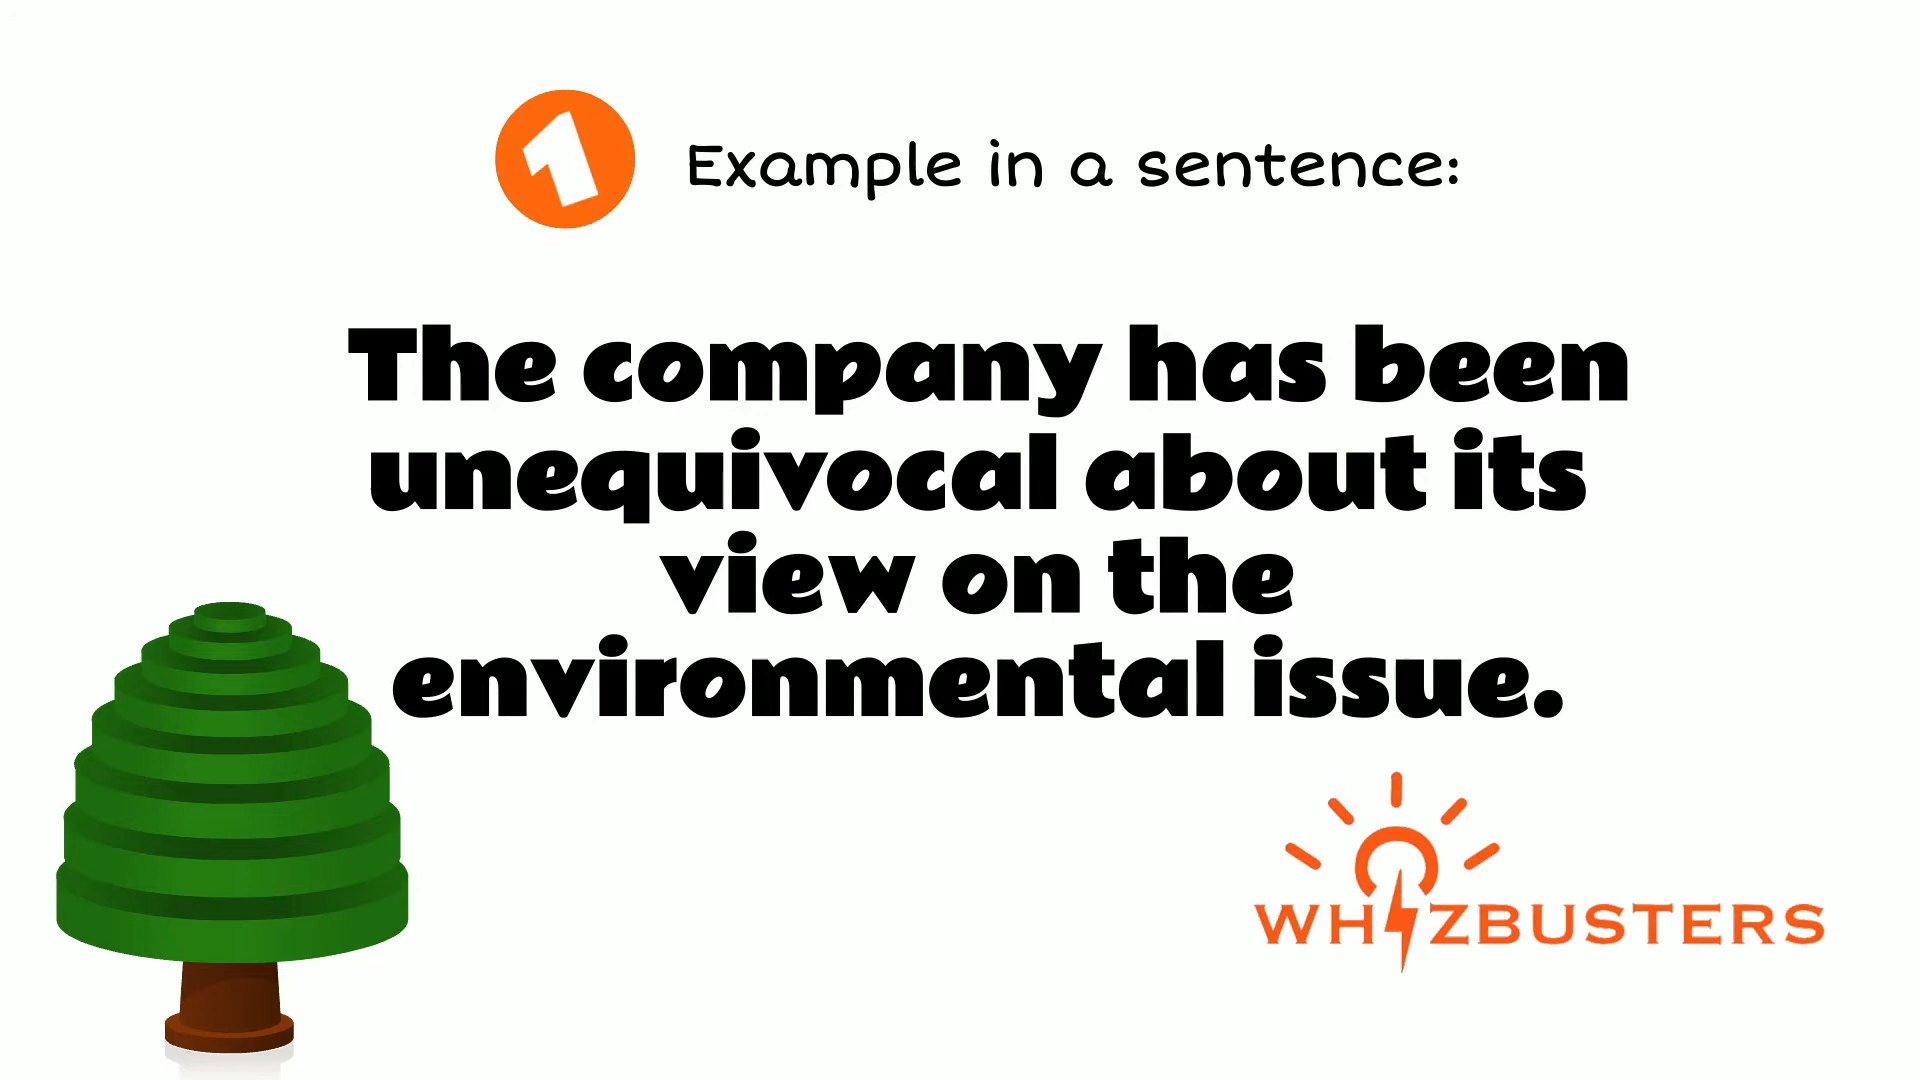 1 Example in a sentence:
The company has been
unequivocal about its
view on the
environmental issue.
WHIZBUSTERS